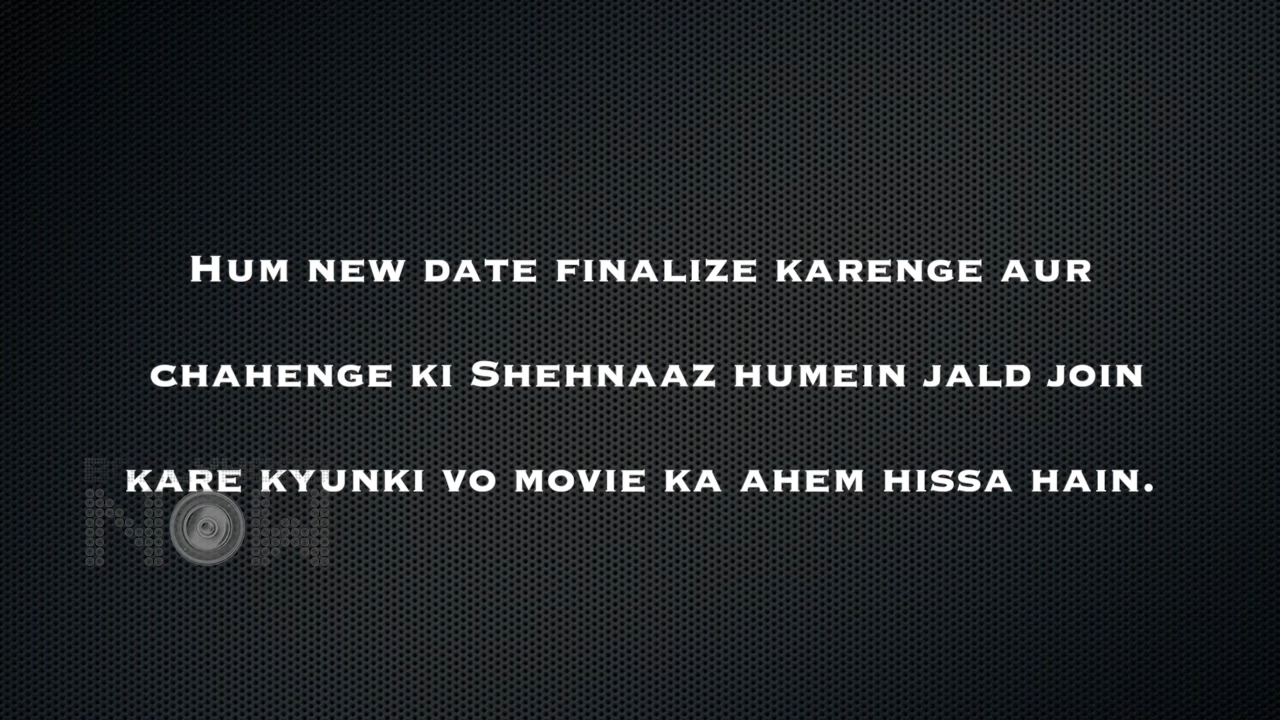 Hum new date finalize karenge aur
chahenge ki Shehnaaz humein jald join
kare kyunki vo movie ka ahem hissa hain.
NOW